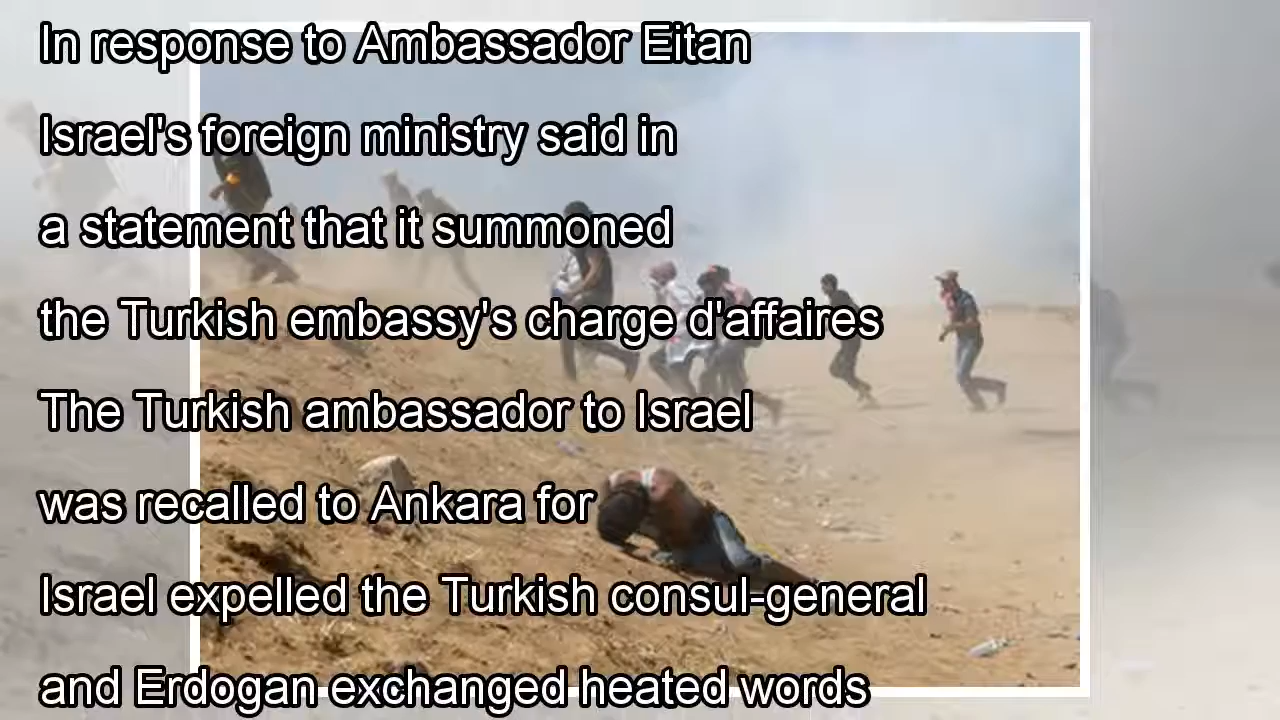 In response to Ambassador Eitan
Israel's foreign ministry said in
a statement that it summoned
the Turkish embassy's charge d'affaires
The Turkish ambassador to Israel
was recalled to Ankara for
Israel expelled the Turkish consul-general
and Erdogan exchanged heated words